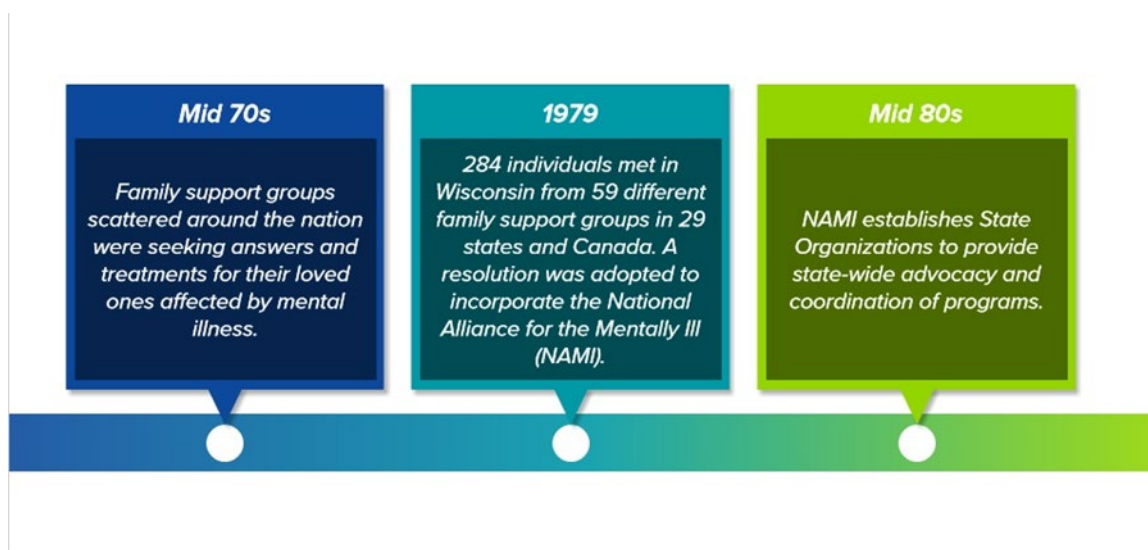 Mid 70s
Family support groups
scattered around the nation
were seeking answers and
treatments for their loved
ones affected by mental
illness.
1979
284 individuals met in
Wisconsin from 59 different
family support groups in 29
states and Canada. A
resolution was adopted to
incorporate the National
Alliance for the Mentally Ill
(NAMI).
Mid 80s
NAMI establishes State
Organizations to provide
state-wide advocacy and
coordination of programs.